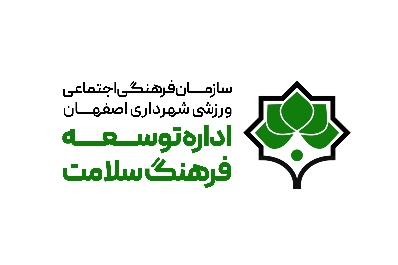 سازمان فرهنگی اجتماعی
ورزشی شهرداری اصفهان
اداره توسعه
فرهنگ سلامت